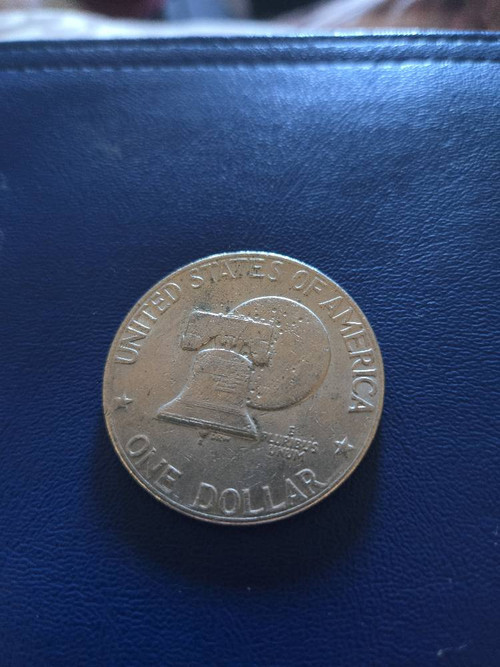 UNITED STATES OF AMERICA
E
PLURIBUS
UNUM
ONE DOLLAR